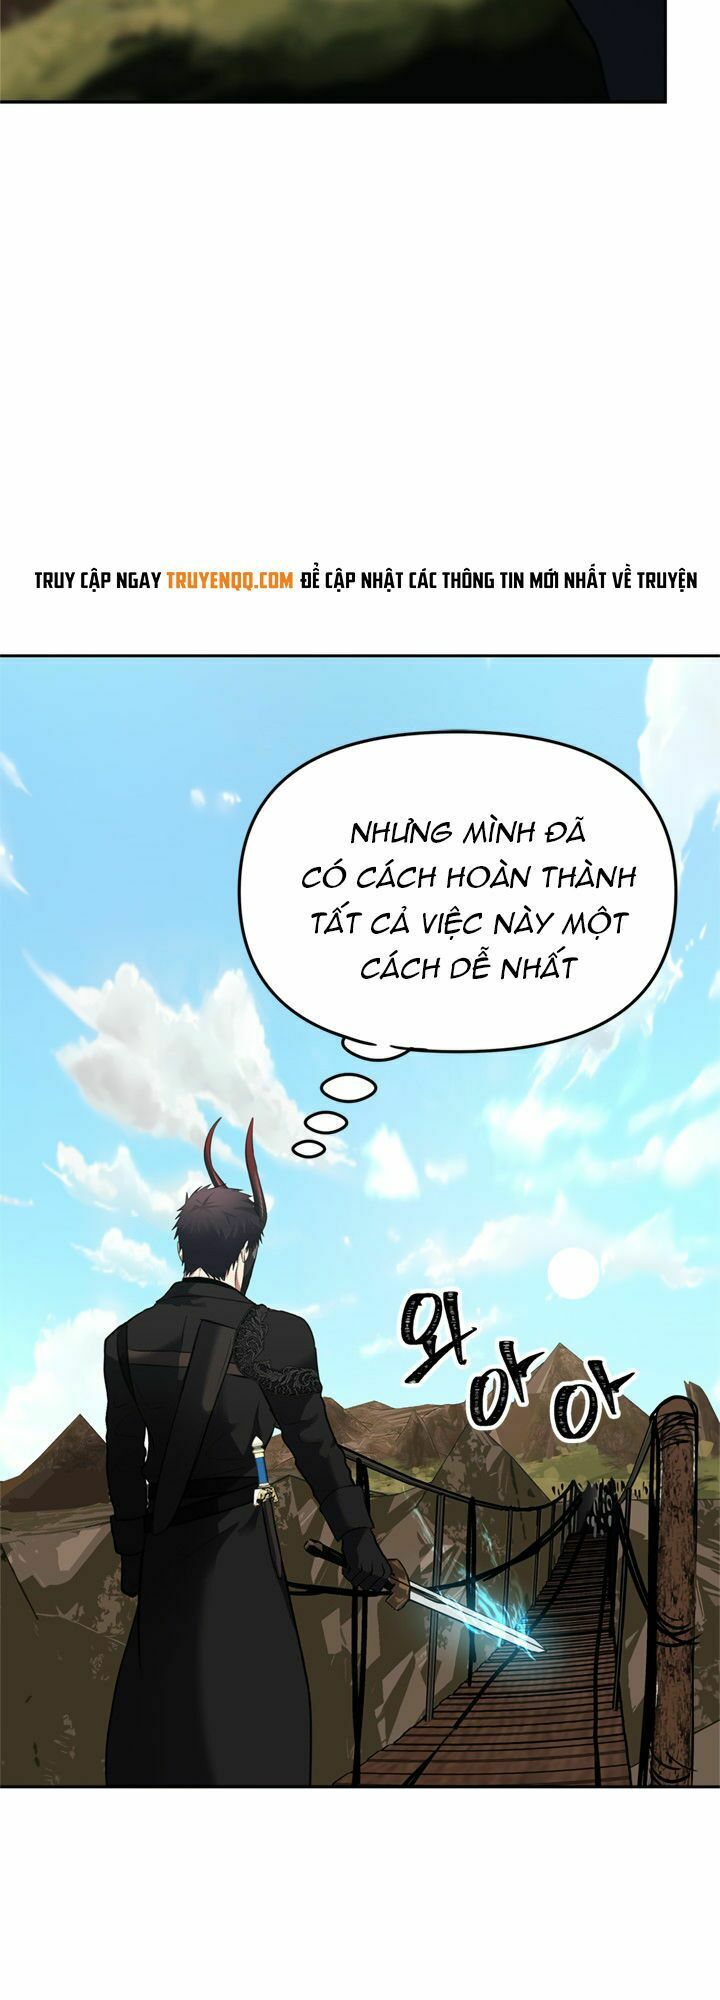 TRUY CẬP NGAY TRUYENQQ.COM ĐỂ CẬP NHẬT CÁC THÔNG TIN MỚI NHẤT VỀ TRUYỆN
NHƯNG MÌNH ĐÃ
CÓ CÁCH HOÀN THÀNH
TẤT CẢ VIỆC NÀY MỘT
CÁCH DỄ NHẤT
와아아